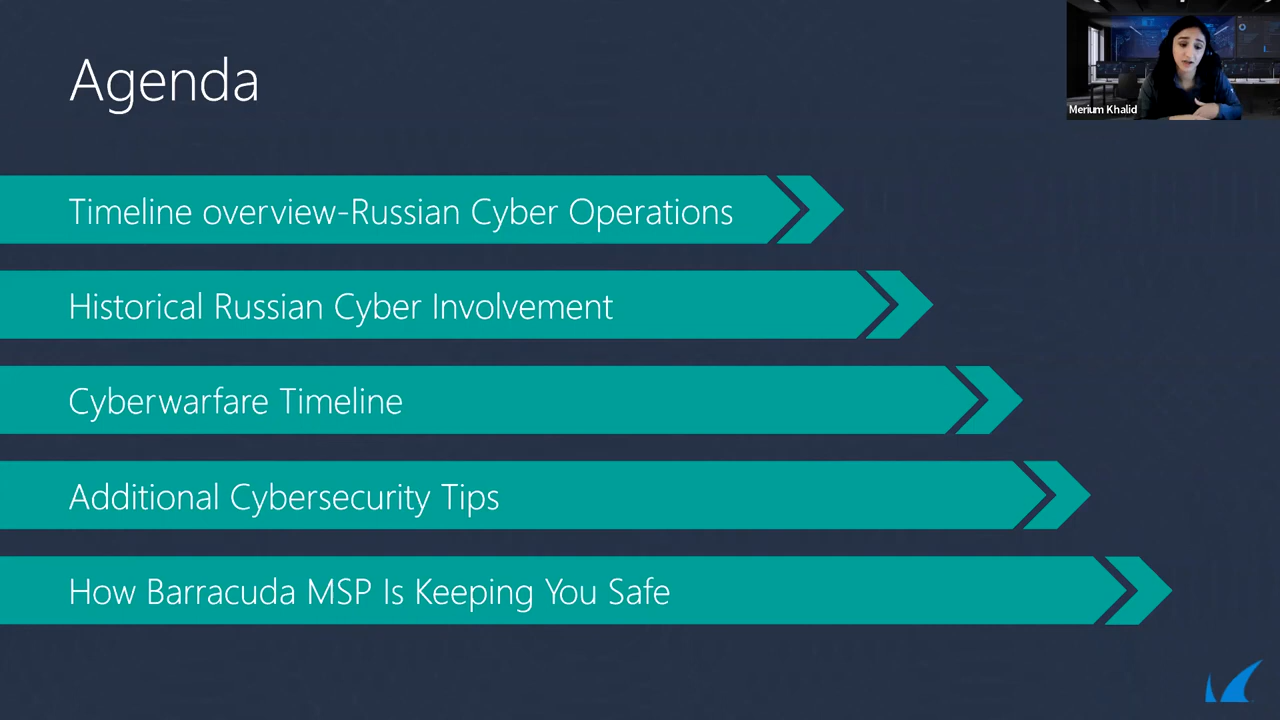 Agenda
Merium Khalid
Timeline overview-Russian Cyber Operations
Historical Russian Cyber Involvement
Cyberwarfare Timeline
Additional Cybersecurity Tips
How Barracuda MSP Is Keeping You Safe